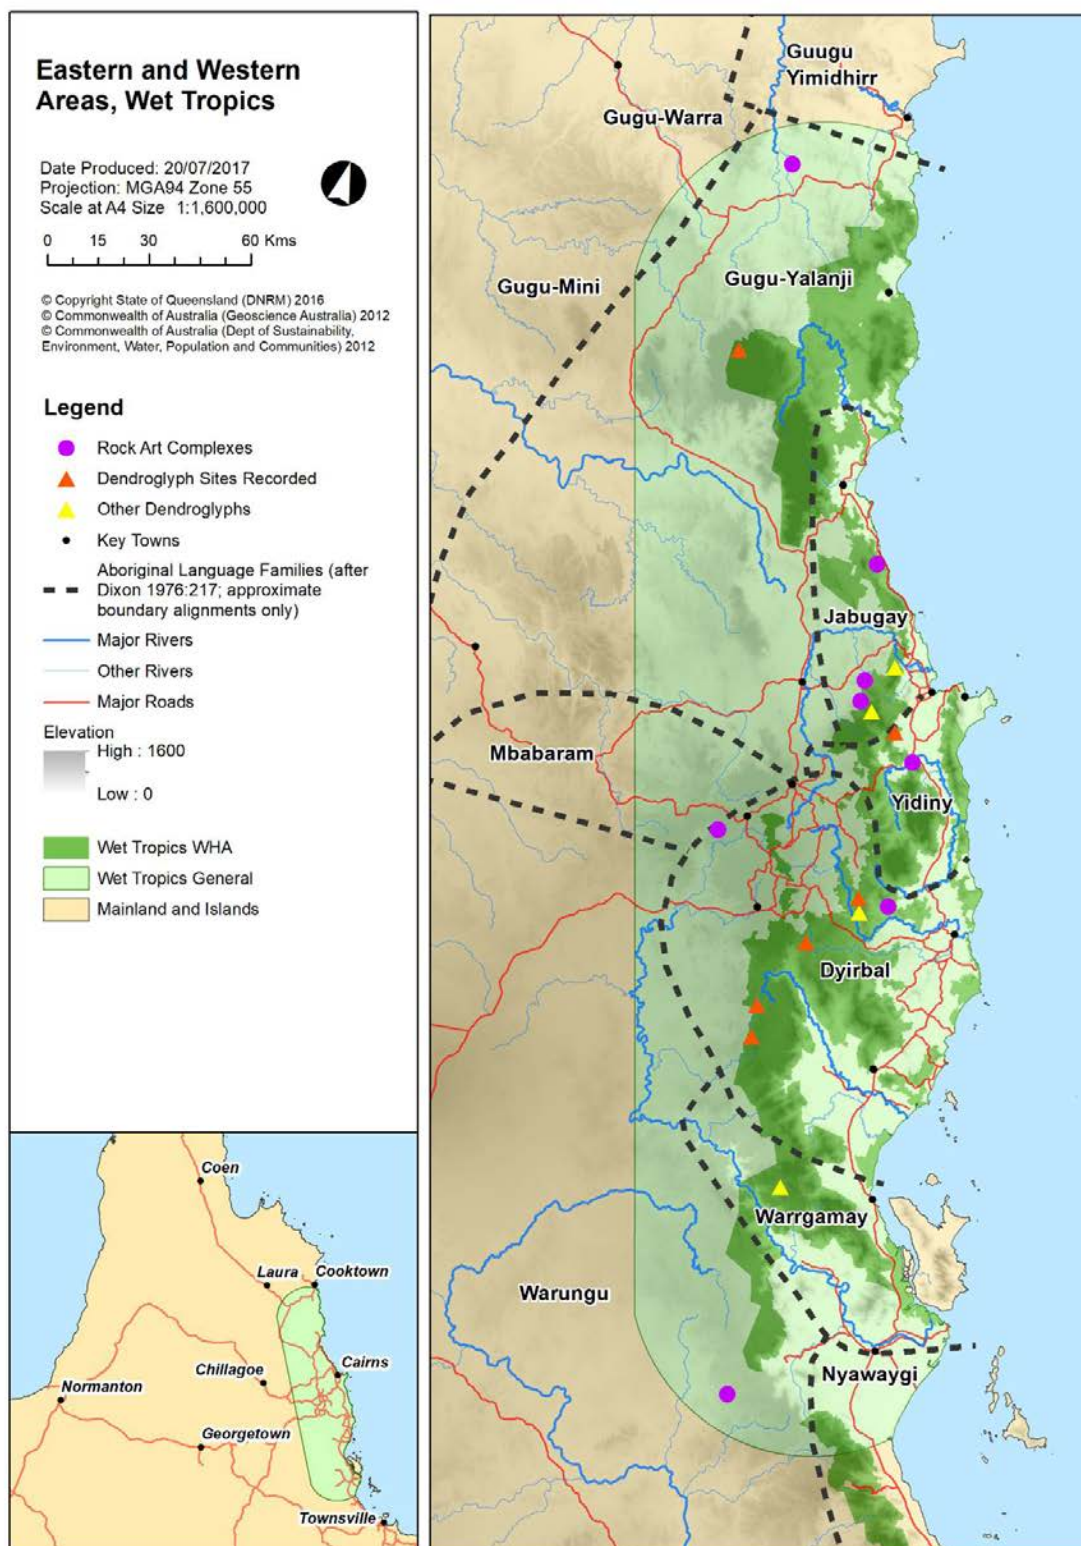 Eastern and Western
Areas, Wet Tropics
Date Produced: 20/07/2017
Projection: MGA94 Zone 55
Scale at A4 Size 1:1,600,000
0 15 30 60 Kms
© Copyright State of Queensland (DNRM) 2016
© Commonwealth of Australia (Geoscience Australia) 2012
© Commonwealth of Australia (Dept of Sustainability,
Environment, Water, Population and Communities) 2012
Legend
Rock Art Complexes
Dendroglyph Sites Recorded
Other Dendroglyphs
Key Towns
Aboriginal Language Families (after
Dixon 1976:217; approximate
boundary alignments only)
Major Rivers
Other Rivers
Major Roads
Elevation
High : 1600
Low : 0
Wet Tropics WHA
Wet Tropics General
Mainland and Islands
Coen
Laura
Cooktown
Chillagoe
Cairns
Normanton
Georgetown
Townsville
Guugu
Yimidhirr
Gugu-Warra
Gugu-Yalanji
Gugu-Mini
Jabugay
Mbabaram
Yidiny
Dyirbal
Warrgamay
Warungu
Nyawaygi